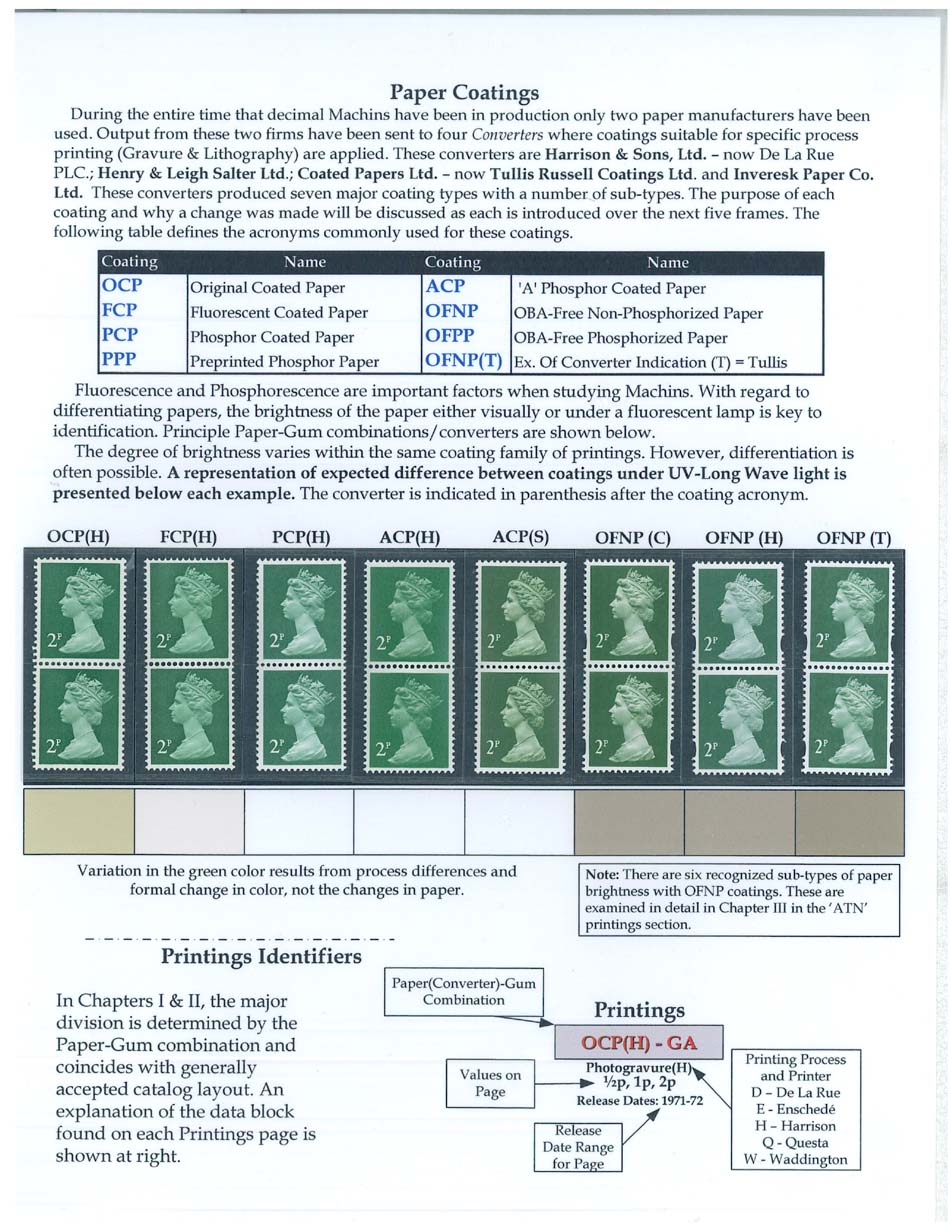 Paper Coatings
During the entire time that decimal Machins have been in production only two paper manufacturers have been
used. Output from these two firms have been sent to four Converters where coatings suitable for specific process
printing (Gravure & Lithography) are applied. These converters are Harrison & Sons, Ltd. – now De La Rue
PLC.; Henry & Leigh Salter Ltd.; Coated Papers Ltd. – now Tullis Russell Coatings Ltd. and Inveresk Paper Co.
Ltd. These converters produced seven major coating types with a number of sub-types. The purpose of each
coating and why a change was made will be discussed as each is introduced over the next five frames. The
following table defines the acronyms commonly used for these coatings.
Coating Name Coating Name
OCP Original Coated Paper ACP 'A' Phosphor Coated Paper
FCP Fluorescent Coated Paper OFNP OBA-Free Non-Phosphorized Paper
PCP Phosphor Coated Paper OFPP OBA-Free Phosphorized Paper
PPP Preprinted Phosphor Paper OFNP(T) Ex. Of Converter Indication (T) = Tullis
Fluorescence and Phosphorescence are important factors when studying Machins. With regard to
differentiating papers, the brightness of the paper either visually or under a fluorescent lamp is key to
identification. Principle Paper-Gum combinations/converters are shown below.
The degree of brightness varies within the same coating family of printings. However, differentiation is
often possible. A representation of expected difference between coatings under UV-Long Wave light is
presented below each example. The converter is indicated in parenthesis after the coating acronym.
OCP(H) FCP(H) PCP(H) ACP(H) ACP(S) OFNP (C) OFNP (H) OFNP (T)
2P 2P 2P 2P 2P 2P 2P 2P
2P 2P 2P 2P 2P 2P 2P 2P
Variation in the green color results from process differences and
formal change in color, not the changes in paper.
Note: There are six recognized sub-types of paper
brightness with OFNP coatings. These are
examined in detail in Chapter III in the 'ATN'
printings section.
Printings Identifiers
In Chapters I & II, the major
division is determined by the
Paper-Gum combination and
coincides with generally
accepted catalog layout. An
explanation of the data block
found on each Printings page is
shown at right.
Paper(Converter)-Gum
Combination
Printings
OCP(H) - GA
Photogravure(H)
½p, 1p, 2p
Release Dates: 1971-72
Values on
Page
Release
Date Range
for Page
Printing Process
and Printer
D – De La Rue
E - Enschedé
H – Harrison
Q - Questa
W - Waddington